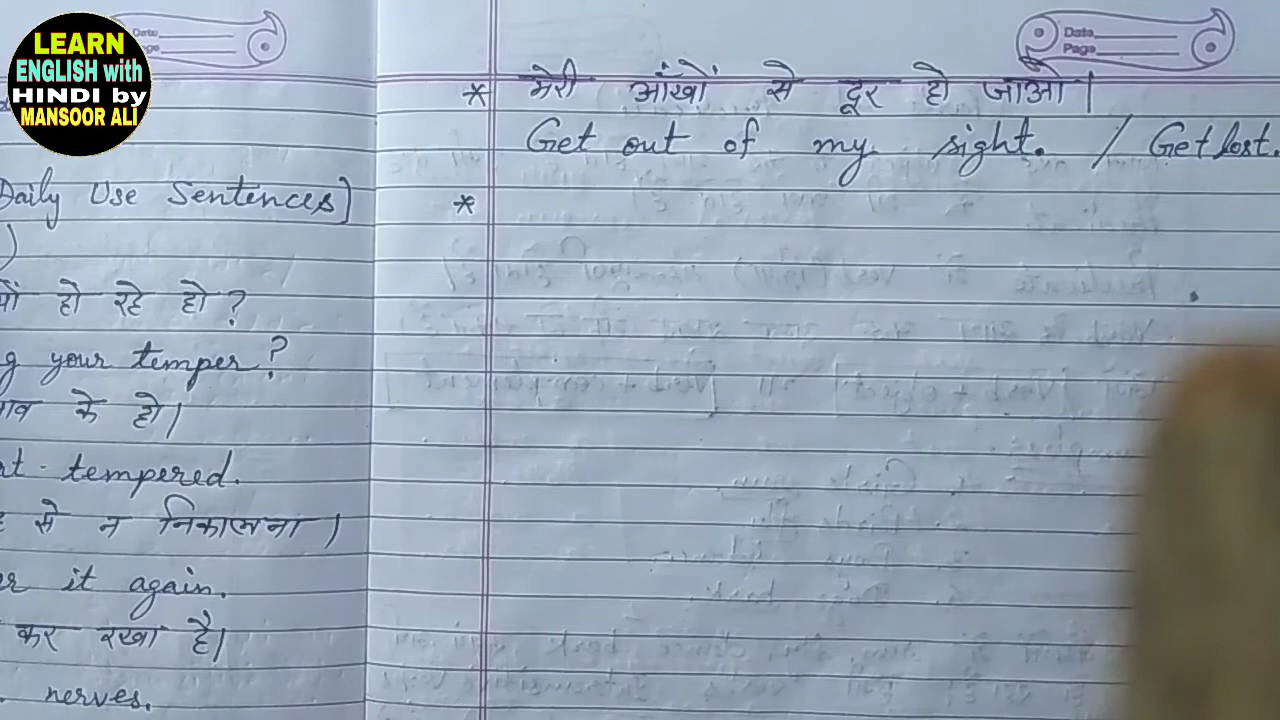 LEARN
ENGLISH with
HINDI by
MANSOOR ALI
Date
Page
Daily Use Sentences]
)
हो रहे हो?
your temper?
के हो।
tempered.
से न निकालना।
it again.
कर रखा है।
nerves.
Date
Page
* मेरी आंखों से दूर हो जाओ।
Get out of my sight. / Get lost.
*